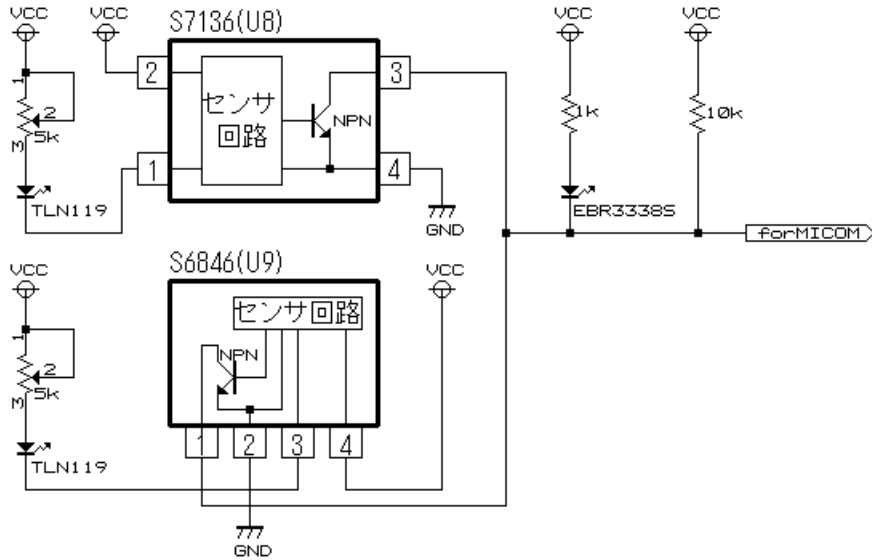 VCC
VCC
S7136(U8)
VCC
VCC
1
2
5k
3
TLN119
2
センサ
回路
1
NPN
3
4
GND
1k
10k
EBR3338S
forMICOM
VCC
S6846(U9)
VCC
1
2
5k
3
TLN119
センサ回路
NPN
1
2
3
4
GND